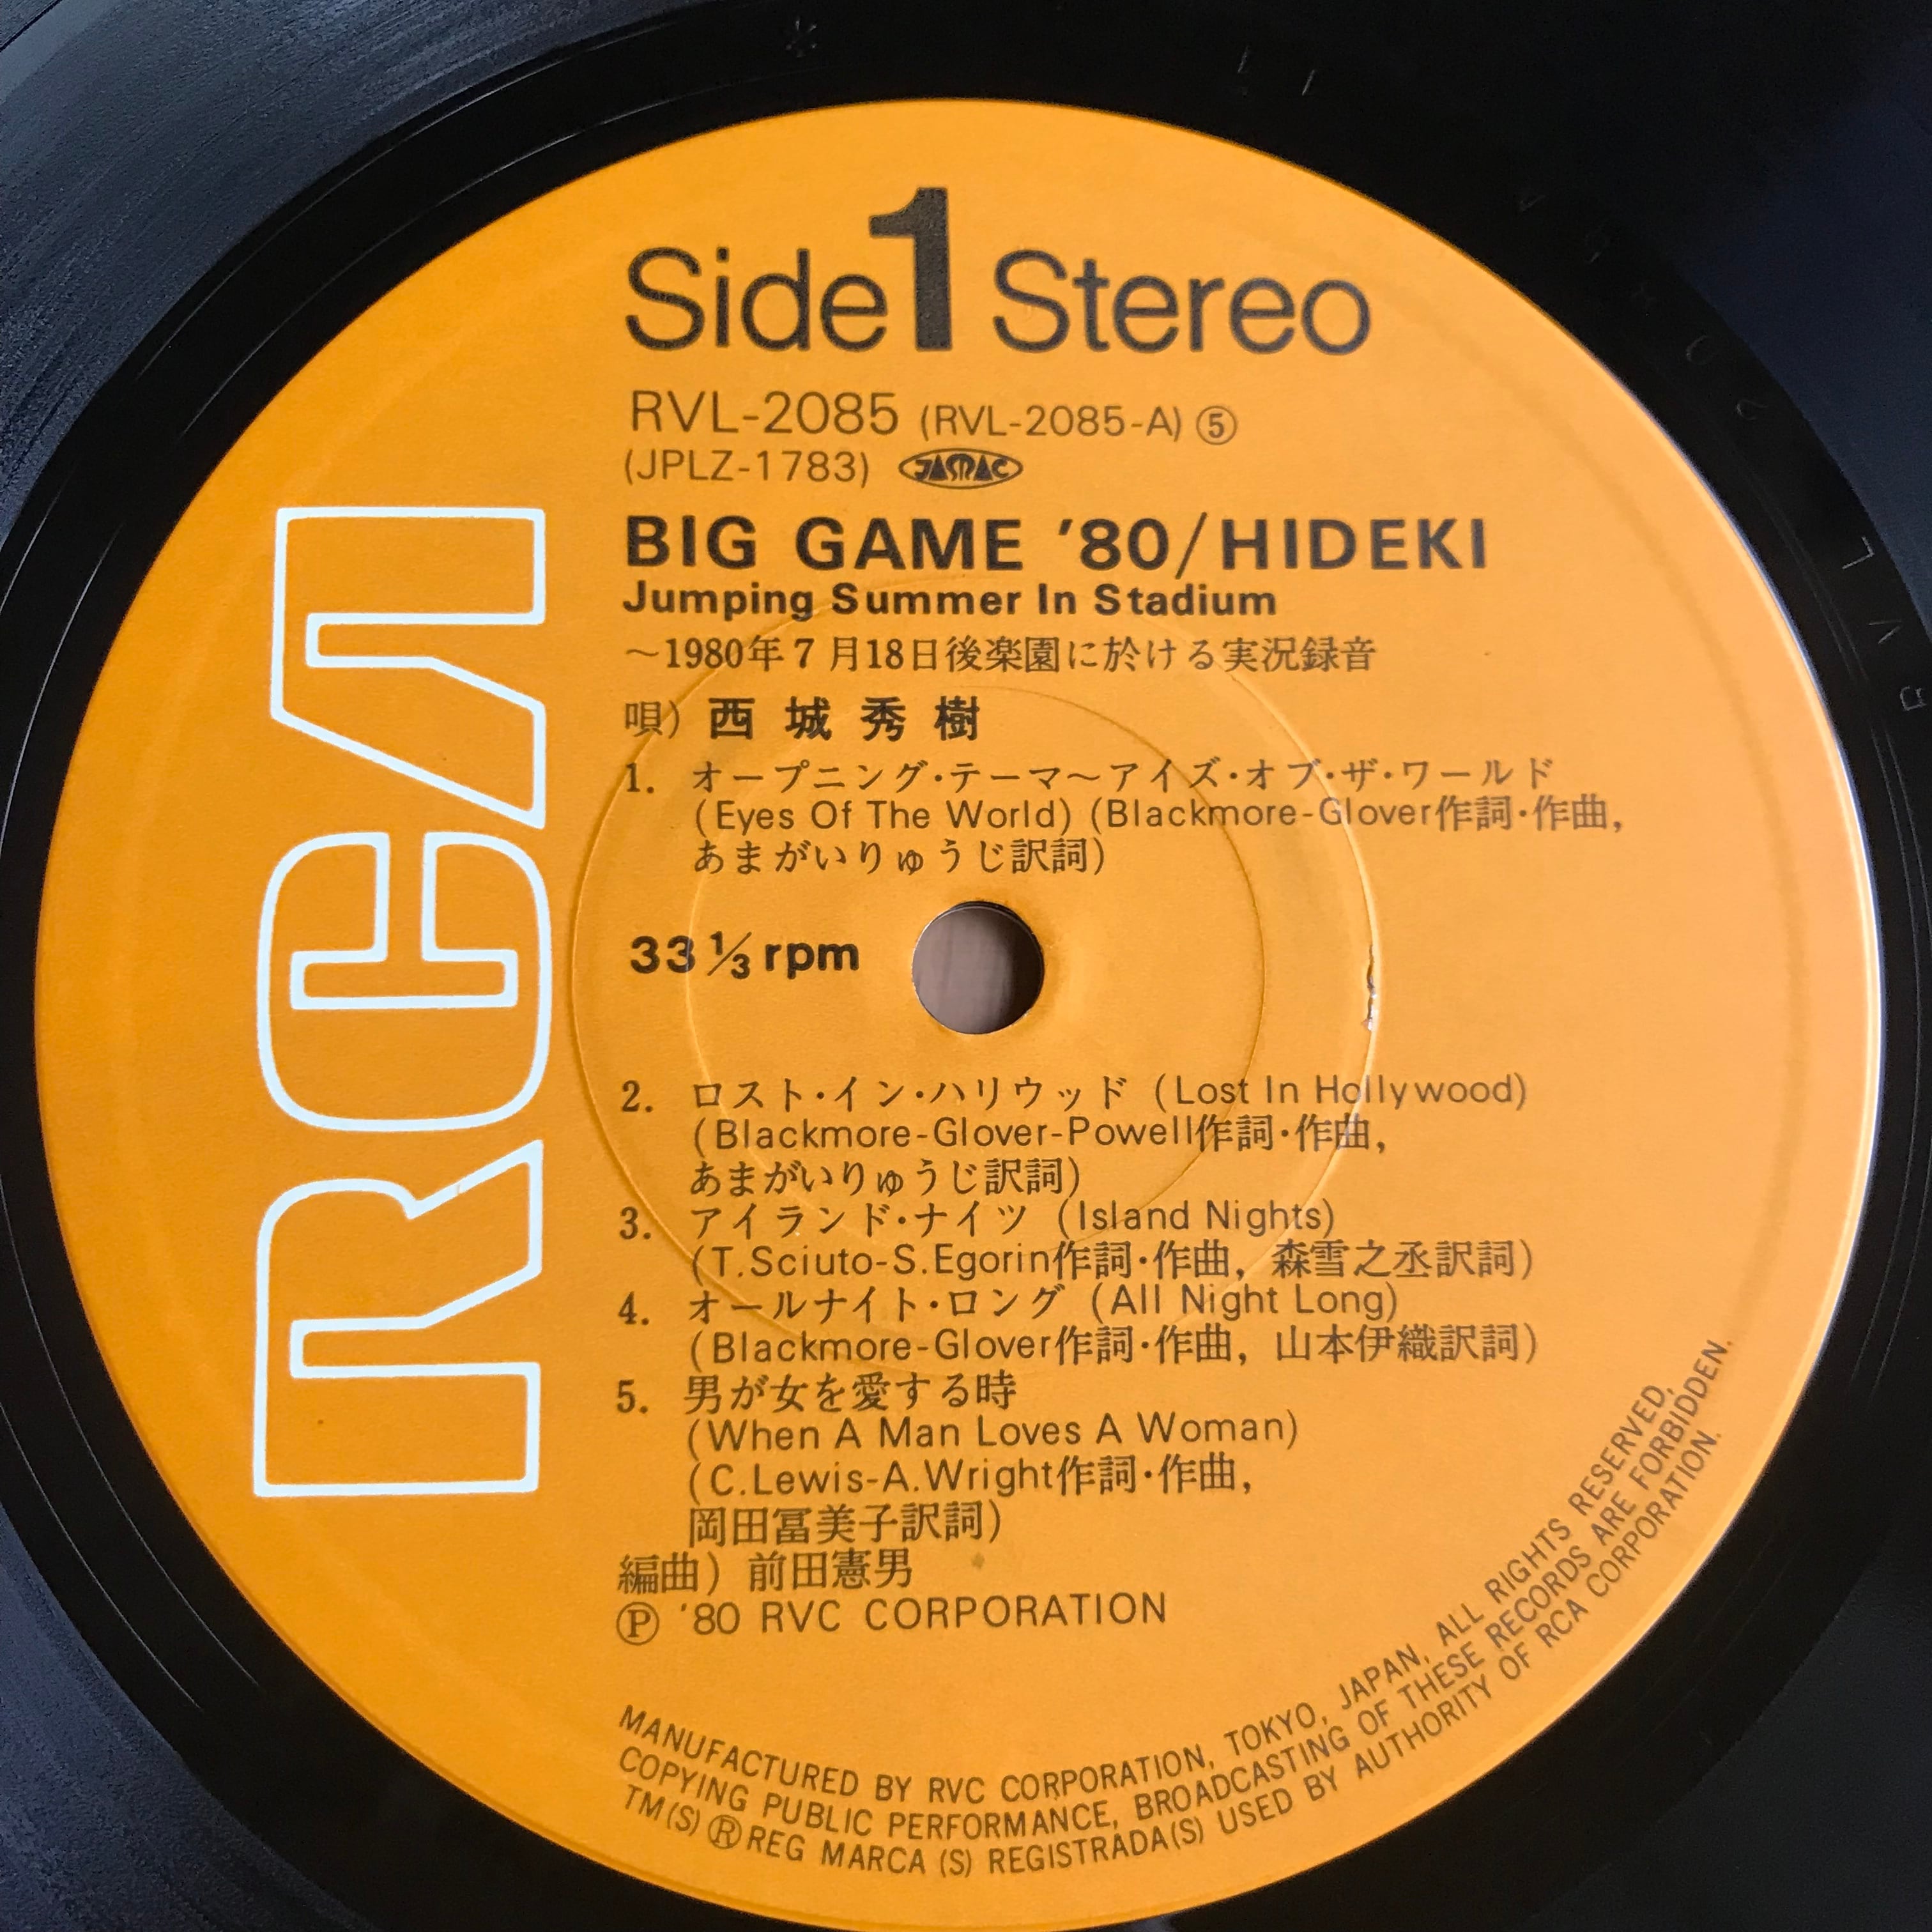 Side 1 Stereo
RVL-2085 (RVL-2085-A) ⑤
(JPLZ-1783) JASRAC
BIG GAME '80/HIDEKI
Jumping Summer In Stadium
〜1980年7月18日後楽園に於ける実況録音
唄) 西城秀樹
1. オープニング・テーマ〜アイズ・オブ・ザ・ワールド
(Eyes Of The World) (Blackmore-Glover作詞・作曲,
あまがいりゅうじ訳詞)
33 1/3 rpm
2. ロスト・イン・ハリウッド (Lost In Hollywood)
(Blackmore-Glover-Powell作詞・作曲,
あまがいりゅうじ訳詞)
3. アイランド・ナイツ (Island Nights)
(T.Sciuto-S.Egorin作詞・作曲, 森雪之丞訳詞)
4. オールナイト・ロング (All Night Long)
(Blackmore-Glover作詞・作曲, 山本伊織訳詞)
5. 男が女を愛する時
(When A Man Loves A Woman)
(C.Lewis-A.Wright作詞・作曲,
岡田冨美子訳詞)
編曲) 前田憲男
Ⓟ '80 RVC CORPORATION
RCA
MANUFACTURED BY RVC CORPORATION, TOKYO, JAPAN, ALL RIGHTS RESERVED,
COPYING PUBLIC PERFORMANCE, BROADCASTING OF THESE RECORDS ARE FORBIDDEN.
TM(S) ® REG MARCA (S) REGISTRADA(S) USED BY AUTHORITY OF RCA CORPORATION.